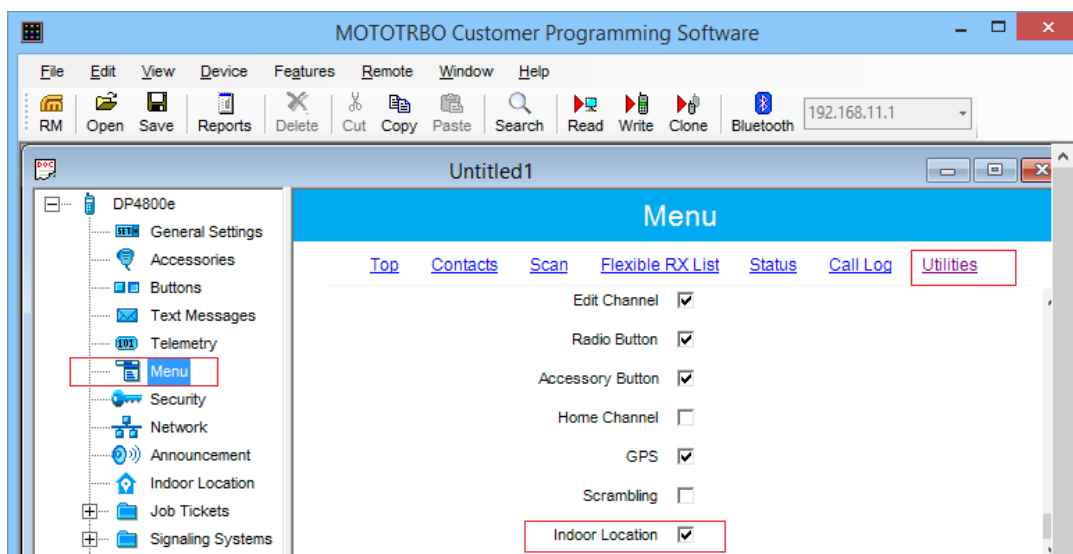 MOTOTRBO Customer Programming Software
File Edit View Device Features Remote Window Help
RM Open Save Reports Delete Cut Copy Paste Search Read Write Clone Bluetooth 192.168.11.1
Untitled1
DP4800e
General Settings
Accessories
Buttons
Text Messages
Telemetry
Menu
Security
Network
Announcement
Indoor Location
Job Tickets
Signaling Systems
Menu
Top Contacts Scan Flexible RX List Status Call Log Utilities
Edit Channel
Radio Button
Accessory Button
Home Channel
GPS
Scrambling
Indoor Location